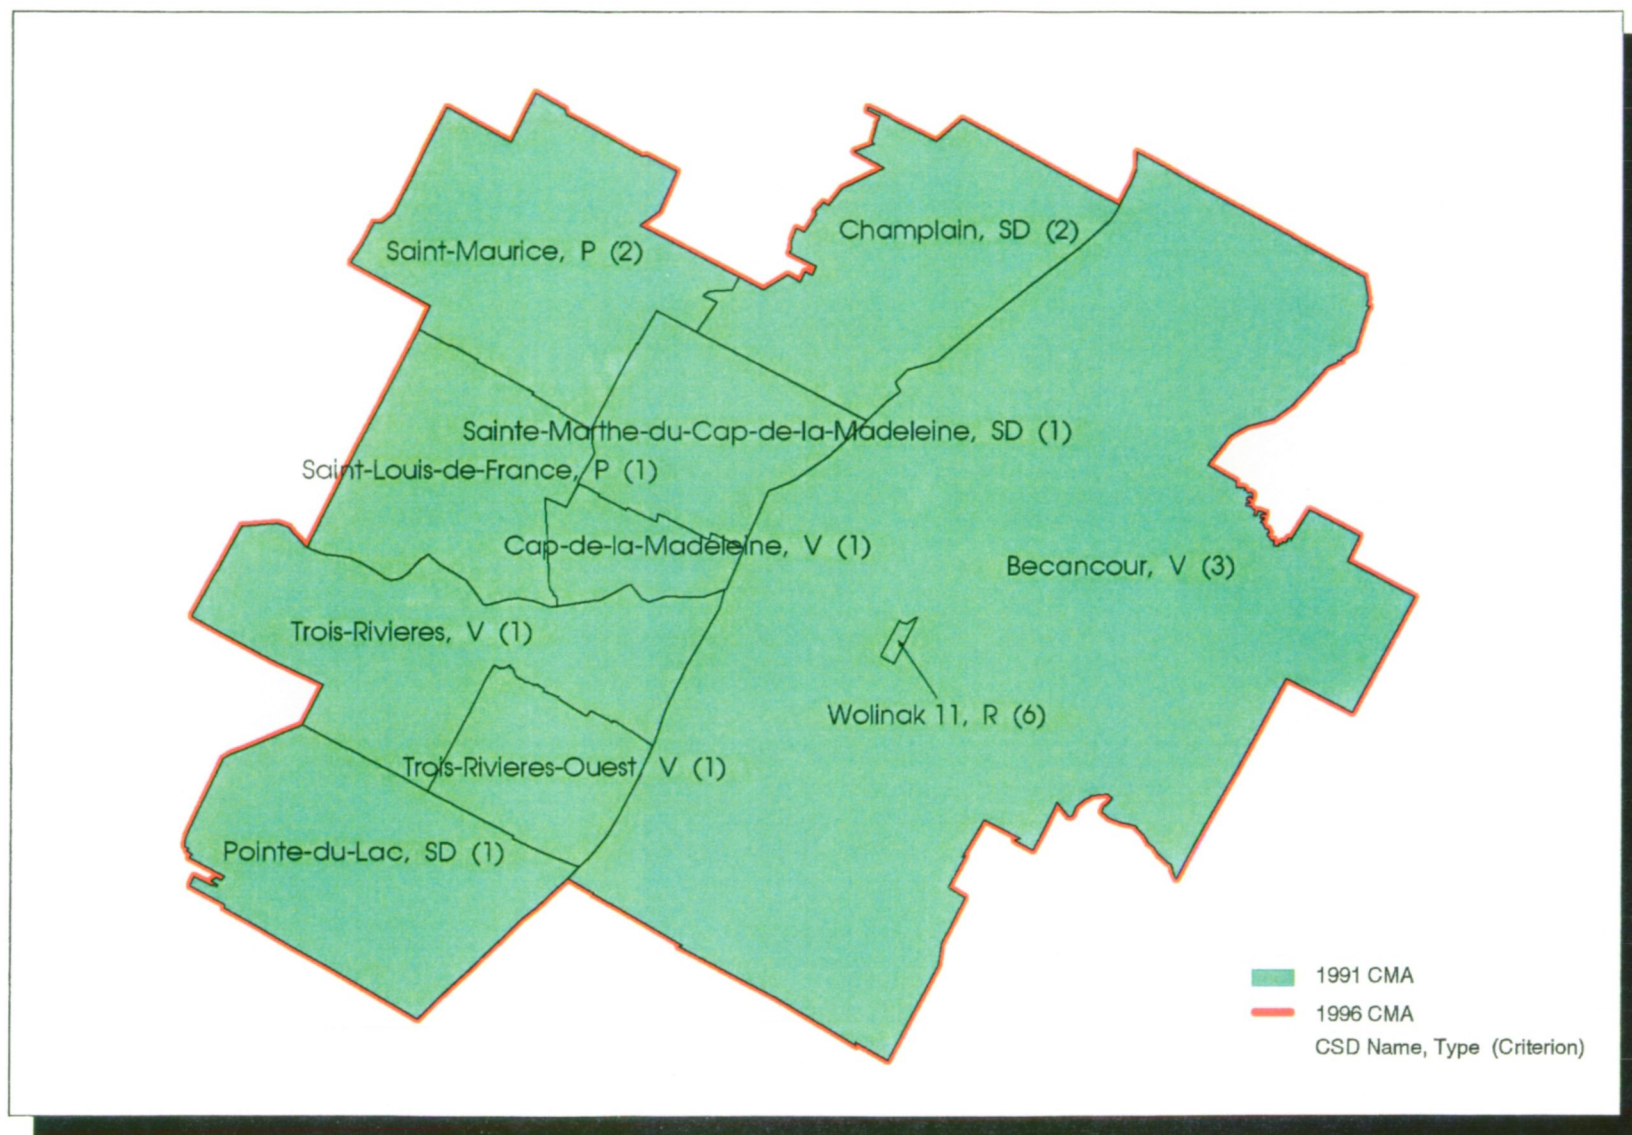 Champlain, SD (2)
Saint-Maurice, P (2)
Sainte-Marthe-du-Cap-de-la-Madeleine, SD (1)
Saint-Louis-de-France, P (1)
Cap-de-la-Madeleine, V (1)
Becancour, V (3)
Trois-Rivieres, V (1)
Wolinak 11, R (6)
Trois-Rivieres-Ouest, V (1)
Pointe-du-Lac, SD (1)
1991 CMA
1996 CMA
CSD Name, Type (Criterion)